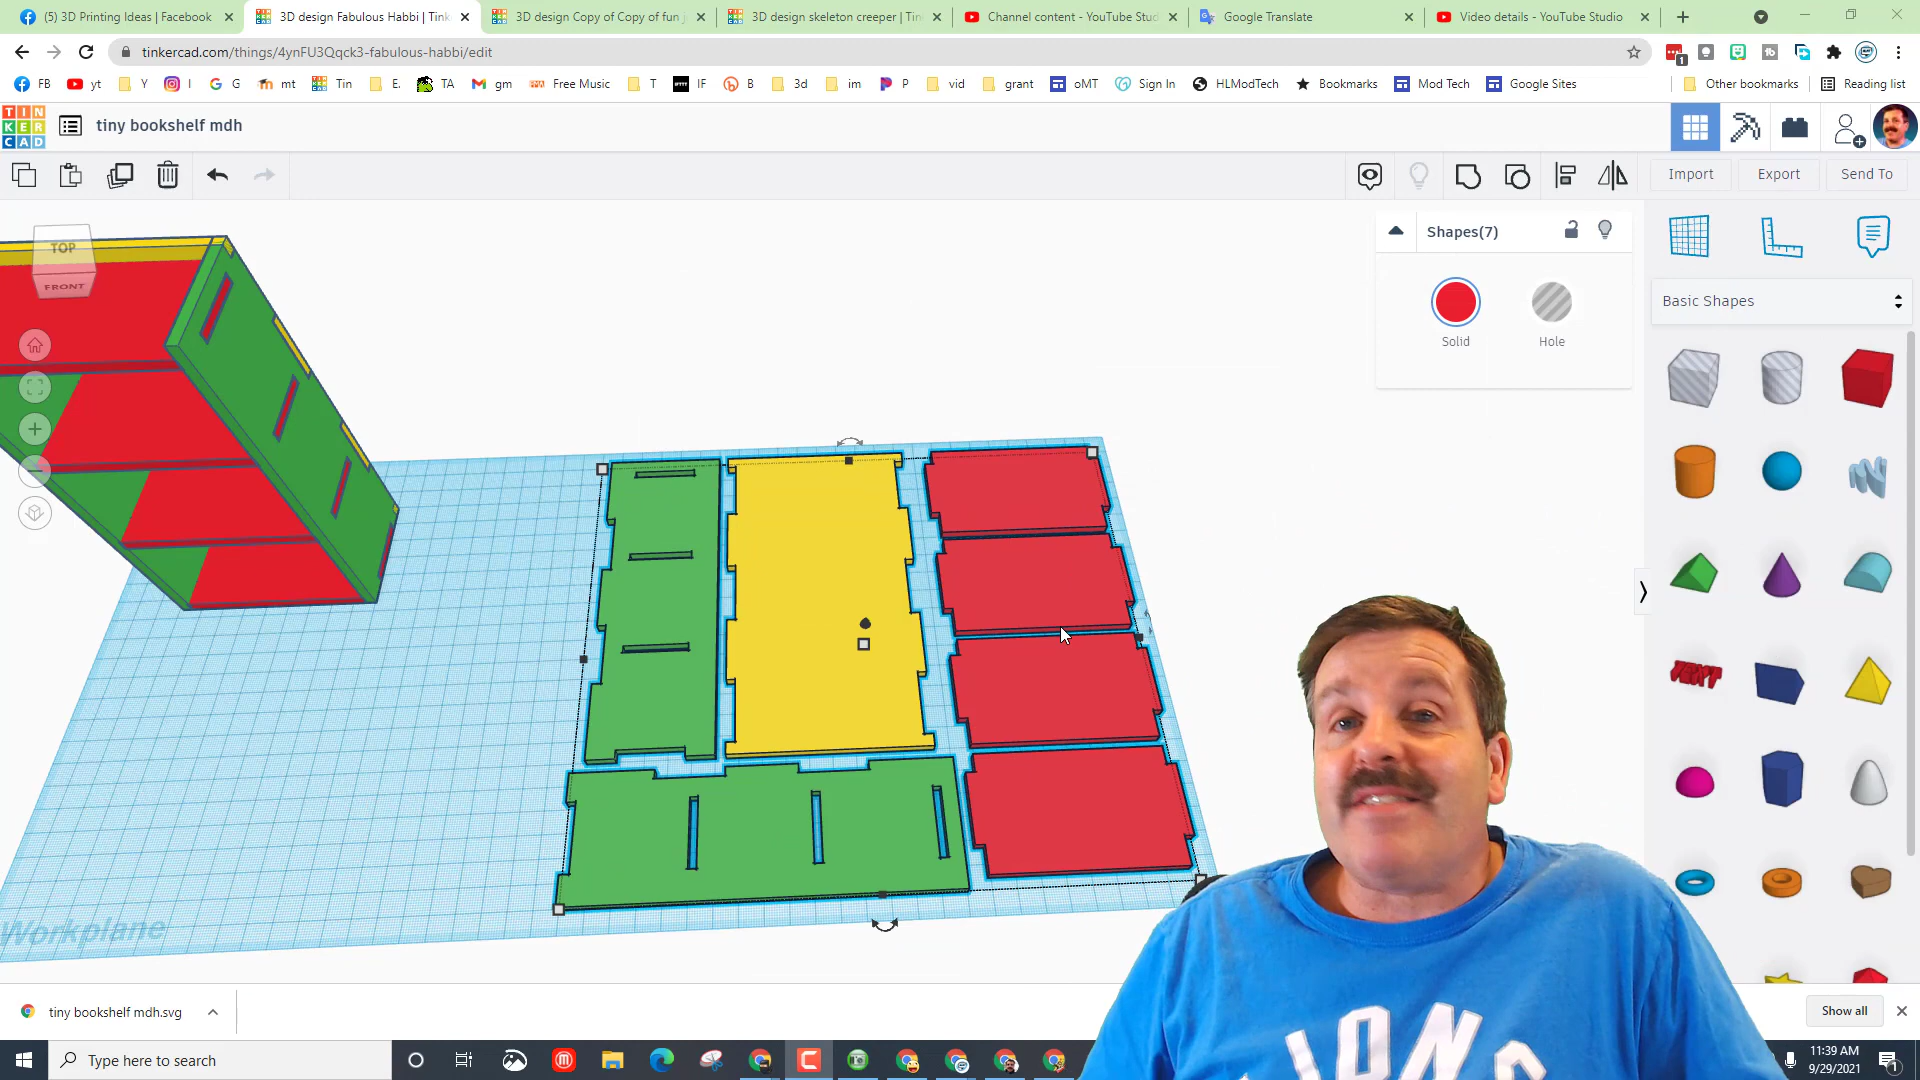 (5) 3D Printing Ideas | Facebook
3D design Fabulous Habbi | Tink
3D design Copy of Copy of fun j
3D design skeleton creeper | Tin
Channel content - YouTube Stud
Google Translate
Video details - YouTube Studio
tinkercad.com/things/4ynFU3Qqck3-fabulous-habbi/edit
1
FB
yt
Y
I
G
mt
Tin
E.
TA
gm
Free Music
T
IF
B
3d
im
P
vid
grant
oMT
Sign In
HLModTech
Bookmarks
Mod Tech
Google Sites
Other bookmarks
Reading list
TIN
KER
CAD
tiny bookshelf mdh
Import
Export
Send To
TOP
FRONT
Shapes(7)
Solid
Hole
Basic Shapes
TEXT
Workplane
tiny bookshelf mdh.svg
Show all
Type here to search
11:39 AM
9/29/2021
1